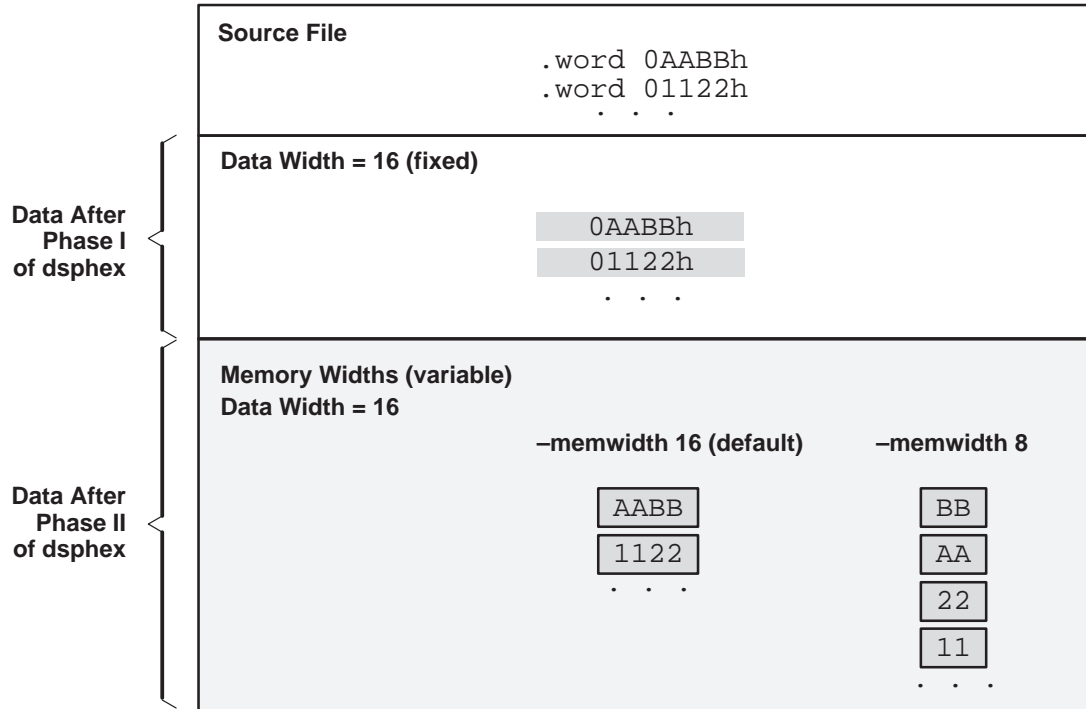 Source File
.word 0AABBh
.word 01122h
. . .
Data After
Phase I
of dsphex
Data Width = 16 (fixed)
0AABBh
01122h
. . .
Data After
Phase II
of dsphex
Memory Widths (variable)
Data Width = 16
–memwidth 16 (default)
AABB
1122
. . .
–memwidth 8
BB
AA
22
11
. . .